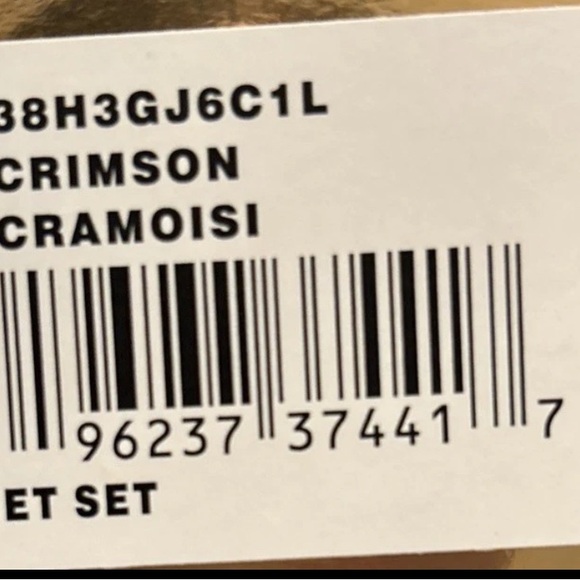 38H3GJ6C1L
CRIMSON
CRAMOISI
96237 37441 7
ET SET